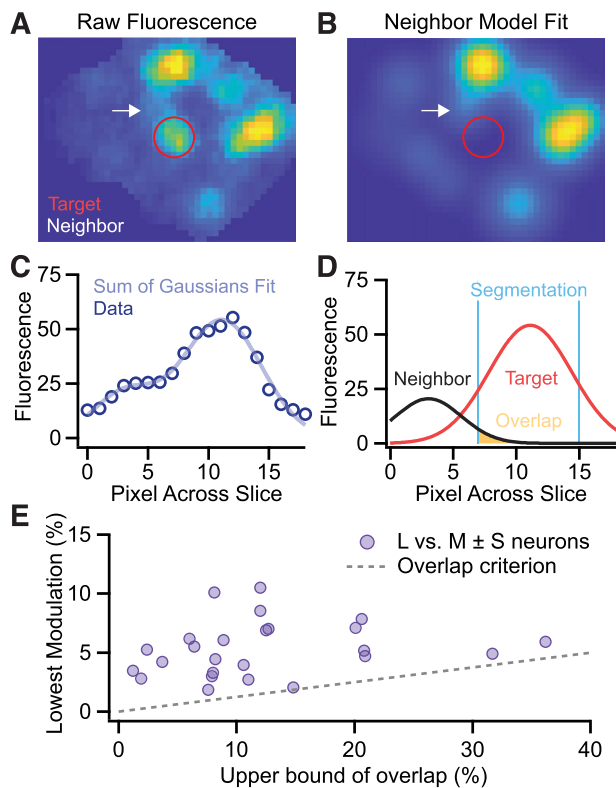 A
Raw Fluorescence
B
Neighbor Model Fit
Target
Neighbor
C
75
50
25
0
Fluorescence
Sum of Gaussians Fit
Data
0
5
10
15
Pixel Across Slice
D
75
50
25
0
Fluorescence
Segmentation
Neighbor
Target
Overlap
0
5
10
15
Pixel Across Slice
E
15
10
5
0
Lowest Modulation (%)
L vs. M ± S neurons
Overlap criterion
0
10
20
30
40
Upper bound of overlap (%)